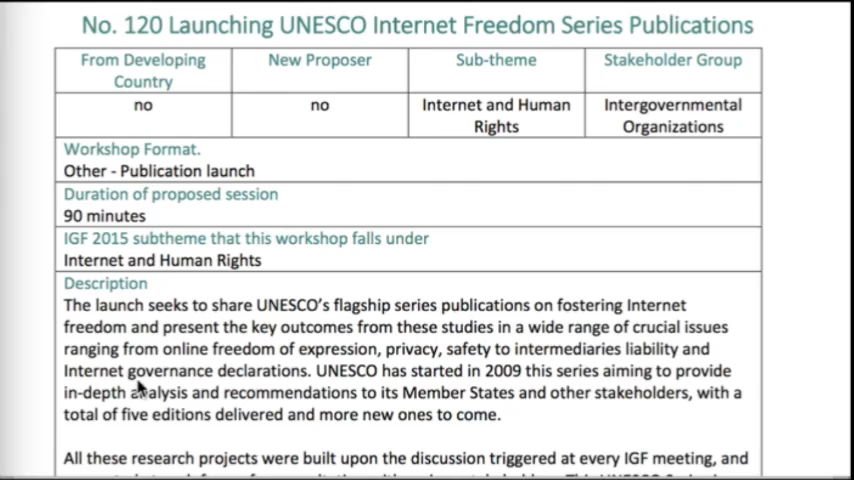 No. 120 Launching UNESCO Internet Freedom Series Publications
From Developing Country
New Proposer
Sub-theme
Stakeholder Group
no
no
Internet and Human Rights
Intergovernmental Organizations
Workshop Format.
Other - Publication launch
Duration of proposed session
90 minutes
IGF 2015 subtheme that this workshop falls under
Internet and Human Rights
Description
The launch seeks to share UNESCO's flagship series publications on fostering Internet
freedom and present the key outcomes from these studies in a wide range of crucial issues
ranging from online freedom of expression, privacy, safety to intermediaries liability and
Internet governance declarations. UNESCO has started in 2009 this series aiming to provide
in-depth analysis and recommendations to its Member States and other stakeholders, with a
total of five editions delivered and more new ones to come.
All these research projects were built upon the discussion triggered at every IGF meeting, and